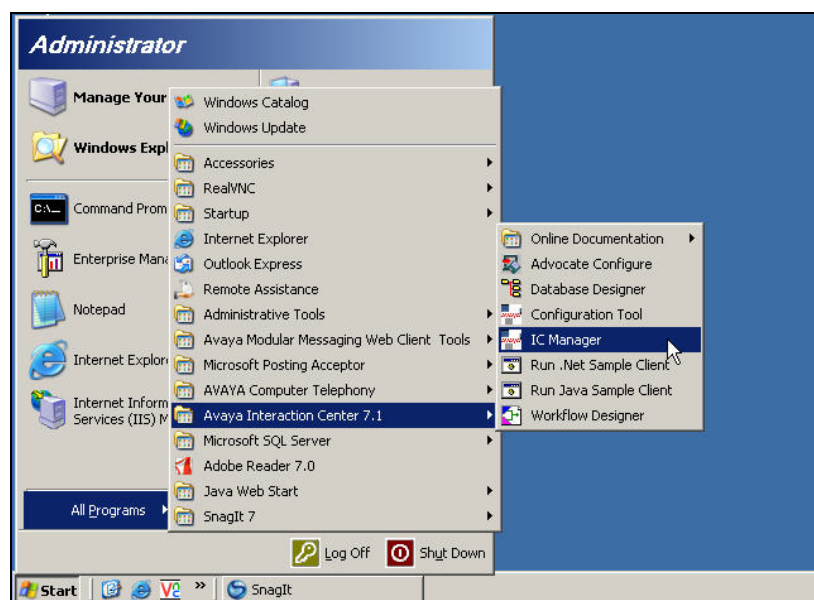 Administrator
Manage Your
Windows Expl
Command Prom
Enterprise Mana
Notepad
Internet Explor
Internet Inform
Services (IIS) M
All Programs
Windows Catalog
Windows Update
Accessories
RealVNC
Startup
Internet Explorer
Outlook Express
Remote Assistance
Administrative Tools
Avaya Modular Messaging Web Client Tools
Microsoft Posting Acceptor
AVAYA Computer Telephony
Avaya Interaction Center 7.1
Microsoft SQL Server
Adobe Reader 7.0
Java Web Start
SnagIt 7
Online Documentation
Advocate Configure
Database Designer
Configuration Tool
IC Manager
Run .Net Sample Client
Run Java Sample Client
Workflow Designer
Log Off
Shut Down
Start
SnagIt